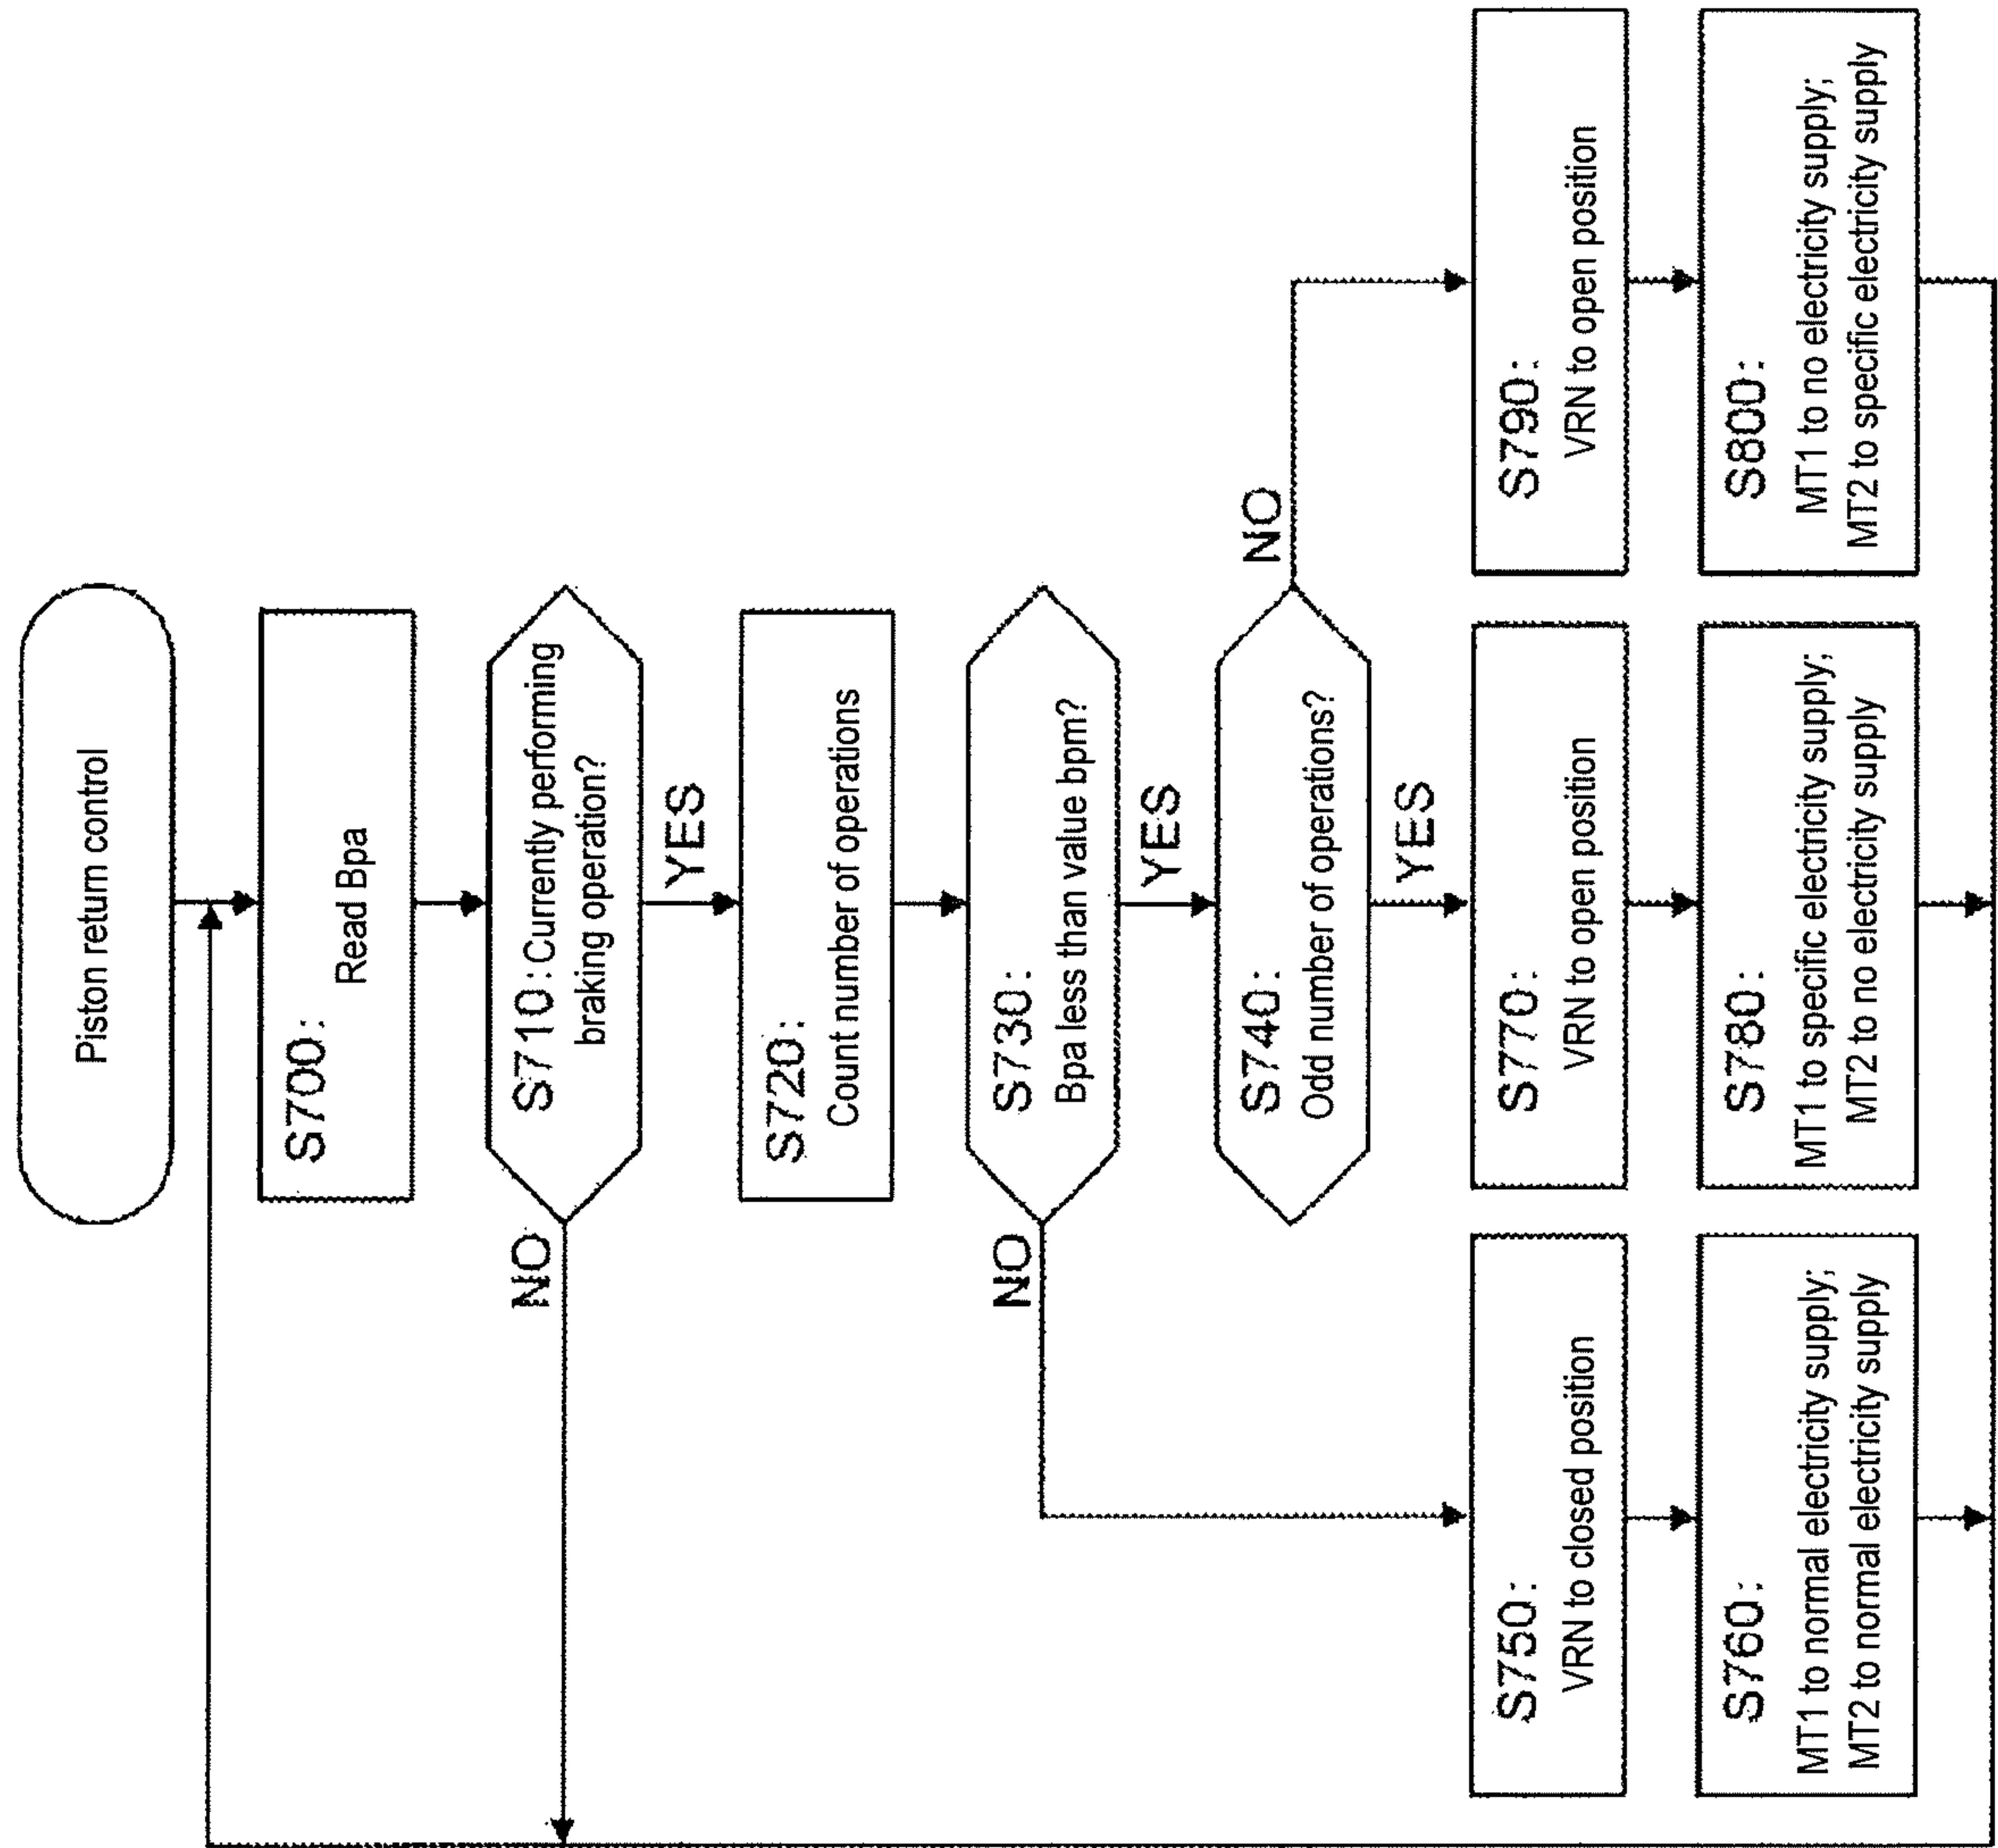 Piston return control
S700:
Read Bpa
S710: Currently performing
braking operation?
NO
YES
S720:
Count number of operations
S730:
Bpa less than value bpm?
NO
YES
S740:
Odd number of operations?
YES
NO
S750:
VRN to closed position
S760:
MT1 to normal electricity supply;
MT2 to normal electricity supply
S770:
VRN to open position
S780:
MT1 to specific electricity supply;
MT2 to no electricity supply
S790:
VRN to open position
S800:
MT1 to no electricity supply;
MT2 to specific electricity supply